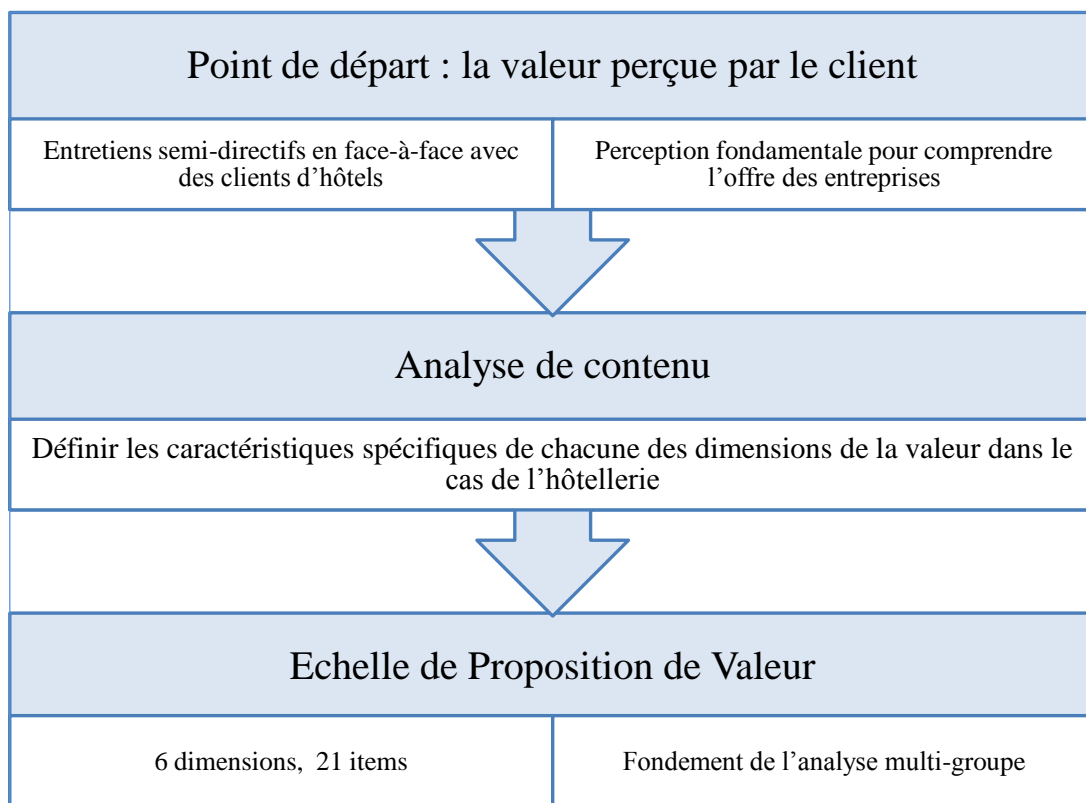 Point de départ : la valeur perçue par le client
Entretiens semi-directifs en face-à-face avec
des clients d’hôtels
Perception fondamentale pour comprendre
l’offre des entreprises
Analyse de contenu
Définir les caractéristiques spécifiques de chacune des dimensions de la valeur dans le
cas de l’hôtellerie
Echelle de Proposition de Valeur
6 dimensions, 21 items
Fondement de l’analyse multi-groupe